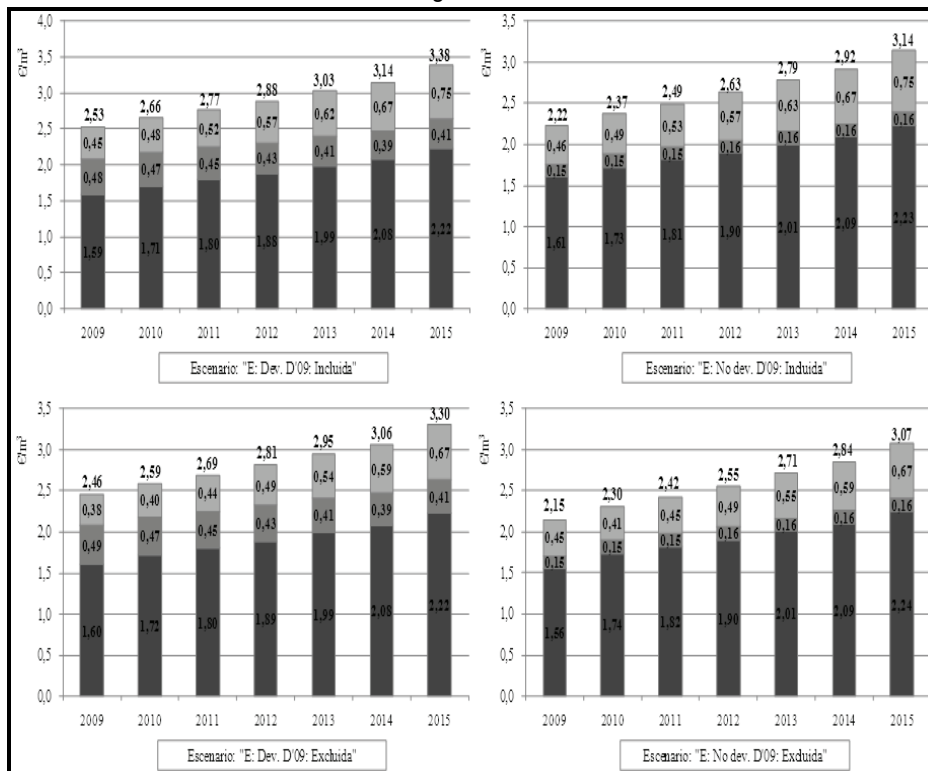 €/m³
4,0
3,5
3,0
2,5
2,0
1,5
1,0
0,5
0,0
2,53 2,66 2,77 2,88 3,03 3,14 3,38
0,45 0,48 0,52 0,57 0,62 0,67 0,75
0,48 0,47 0,45 0,43 0,41 0,39 0,41
1,59 1,71 1,80 1,88 1,99 2,08 2,22
2009 2010 2011 2012 2013 2014 2015
Escenario: "E: Dev. D'09: Incluida"
€/m³
3,5
3,0
2,5
2,0
1,5
1,0
0,5
0,0
2,22 2,37 2,49 2,63 2,79 2,92 3,14
0,46 0,49 0,53 0,57 0,63 0,67 0,75
0,15 0,15 0,15 0,16 0,16 0,16 0,16
1,61 1,73 1,81 1,90 2,01 2,09 2,23
2009 2010 2011 2012 2013 2014 2015
Escenario: "E: No dev. D'09: Incluida"
€/m³
3,5
3,0
2,5
2,0
1,5
1,0
0,5
0,0
2,46 2,59 2,69 2,81 2,95 3,06 3,30
0,38 0,40 0,44 0,49 0,54 0,59 0,67
0,49 0,47 0,45 0,43 0,41 0,39 0,41
1,60 1,72 1,80 1,89 1,99 2,08 2,22
2009 2010 2011 2012 2013 2014 2015
Escenario: "E: Dev. D'09: Excluida"
€/m³
3,5
3,0
2,5
2,0
1,5
1,0
0,5
0,0
2,15 2,30 2,42 2,55 2,71 2,84 3,07
0,45 0,41 0,45 0,49 0,55 0,59 0,67
0,15 0,15 0,15 0,16 0,16 0,16 0,16
1,56 1,74 1,82 1,90 2,01 2,09 2,24
2009 2010 2011 2012 2013 2014 2015
Escenario: "E: No dev. D'09: Excluida"